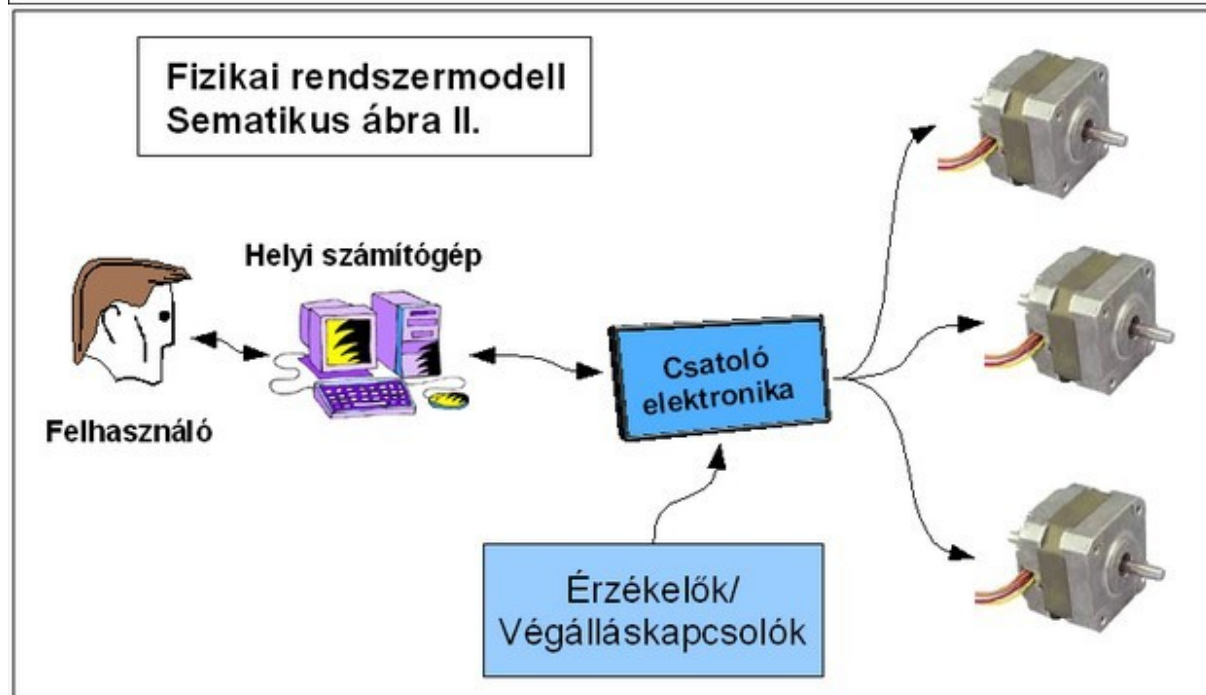 Fizikai rendszermodell
Sematikus ábra II.
Helyi számítógép
Felhasználó
Csatoló
elektronika
Érzékelők/
Végálláskapcsolók